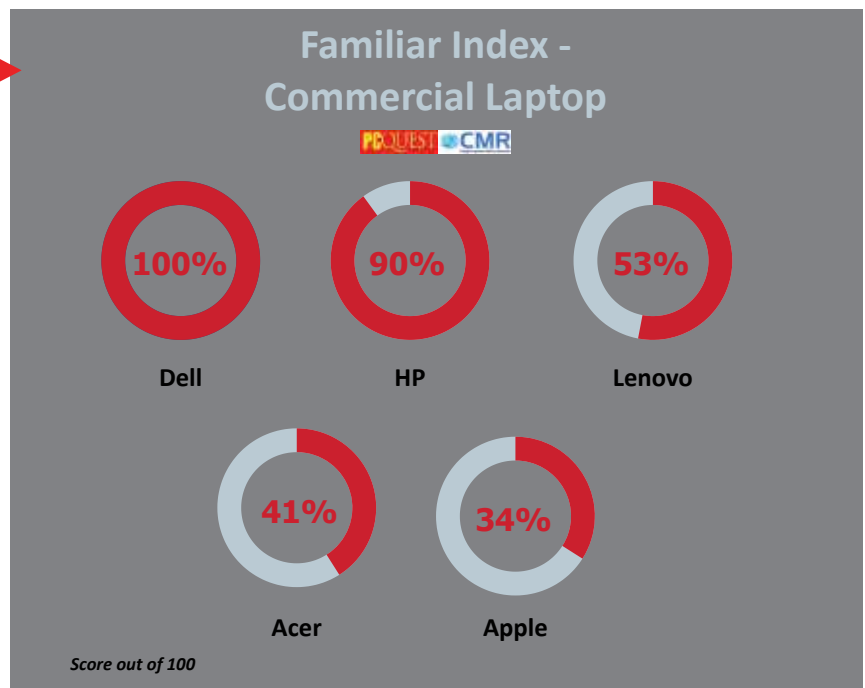 Familiar Index -
Commercial Laptop
PCQUEST CMR
100% 90% 53%
Dell HP Lenovo
41% 34%
Acer Apple
Score out of 100